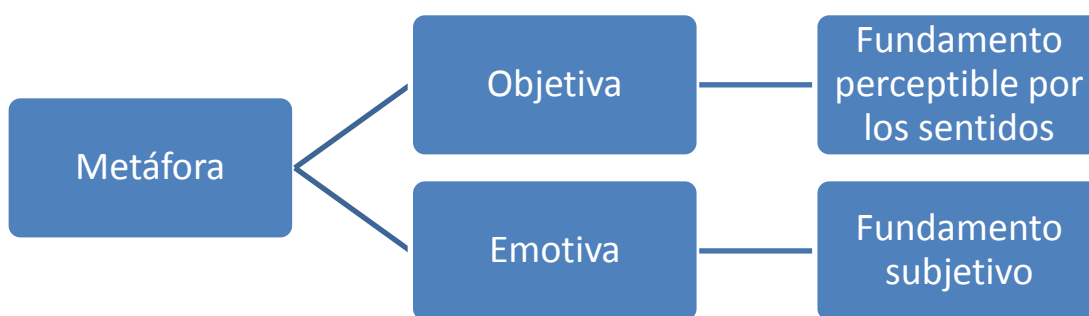 Metáfora
Objetiva
Fundamento
perceptible por
los sentidos
Emotiva
Fundamento
subjetivo